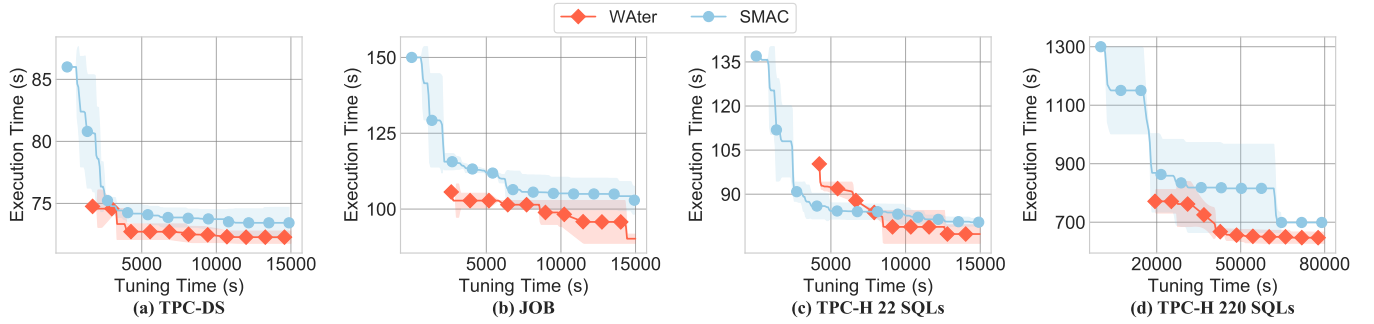 WAter SMAC
Execution Time (s)
85
80
75
5000 10000 15000
Tuning Time (s)
(a) TPC-DS
Execution Time (s)
150
125
100
5000 10000 15000
Tuning Time (s)
(b) JOB
Execution Time (s)
135
120
105
90
5000 10000 15000
Tuning Time (s)
(c) TPC-H 22 SQLs
Execution Time (s)
1300
1100
900
700
20000 50000 80000
Tuning Time (s)
(d) TPC-H 220 SQLs